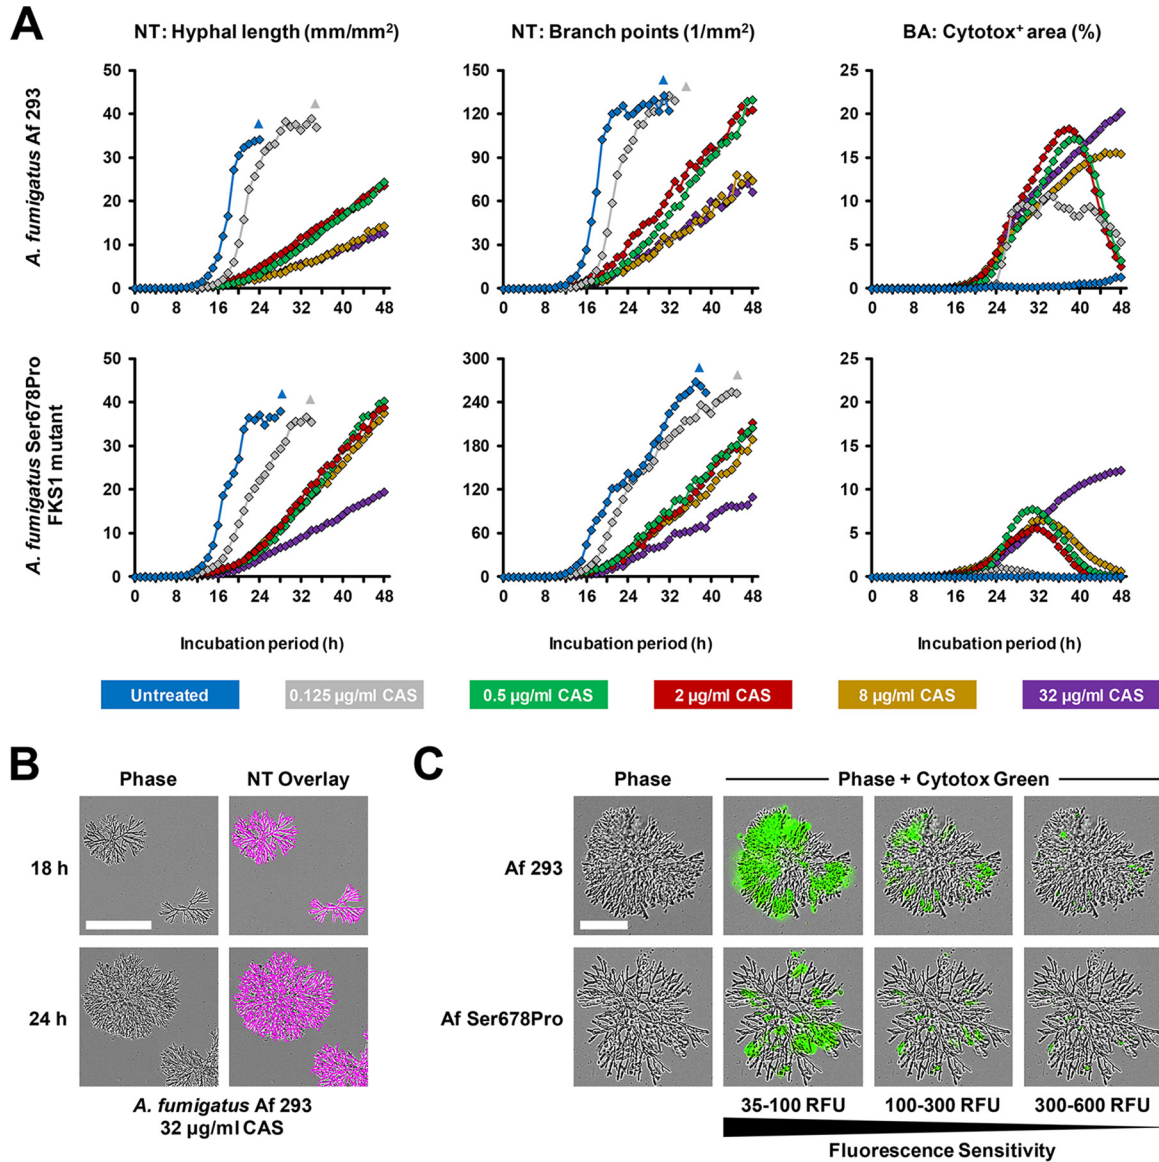 A
NT: Hyphal length (mm/mm²)
NT: Branch points (1/mm²)
BA: Cytotox⁺ area (%)
A. fumigatus Af 293
50
40
30
20
10
0
0 8 16 24 32 40 48
150
120
90
60
30
0
0 8 16 24 32 40 48
25
20
15
10
5
0
0 8 16 24 32 40 48
A. fumigatus Ser678Pro
FKS1 mutant
50
40
30
20
10
0
0 8 16 24 32 40 48
300
240
180
120
60
0
0 8 16 24 32 40 48
25
20
15
10
5
0
0 8 16 24 32 40 48
Incubation period (h)
Incubation period (h)
Incubation period (h)
Untreated
0.125 µg/ml CAS
0.5 µg/ml CAS
2 µg/ml CAS
8 µg/ml CAS
32 µg/ml CAS
B
Phase
NT Overlay
18 h
24 h
A. fumigatus Af 293
32 µg/ml CAS
C
Phase
Phase + Cytotox Green
Af 293
Af Ser678Pro
35-100 RFU
100-300 RFU
300-600 RFU
Fluorescence Sensitivity